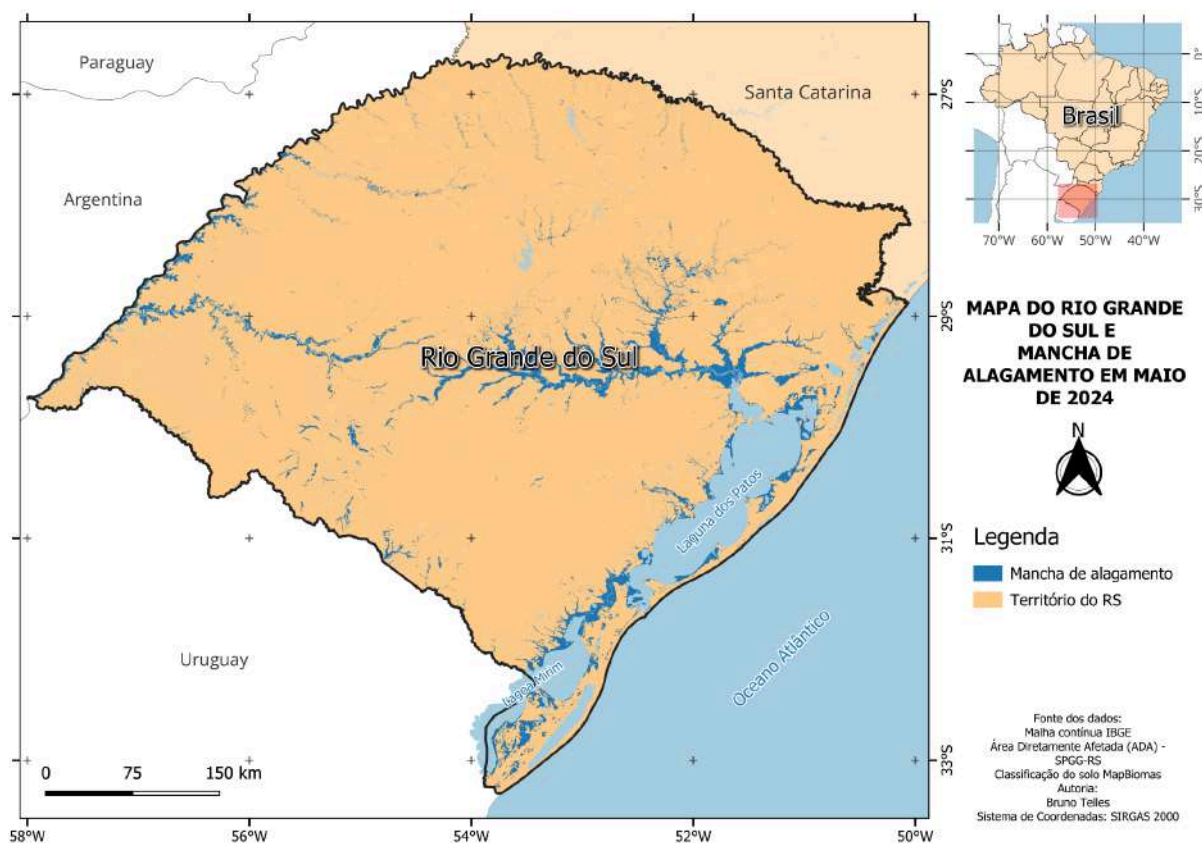 Paraguay
Santa Catarina
Argentina
Rio Grande do Sul
Laguna dos Patos
Lagoa Mirim
Oceano Atlântico
Uruguay
0 75 150 km
58°W 56°W 54°W 52°W 50°W
27°S
29°S
31°S
33°S
Brasil
0°
10°S
20°S
30°S
70°W 60°W 50°W 40°W
MAPA DO RIO GRANDE
DO SUL E
MANCHA DE
ALAGAMENTO EM MAIO
DE 2024
N
Legenda
Mancha de alagamento
Território do RS
Fonte dos dados:
Malha contínua IBGE
Área Diretamente Afetada (ADA) -
SPGG-RS
Classificação do solo MapBiomas
Autoria:
Bruno Telles
Sistema de Coordenadas: SIRGAS 2000